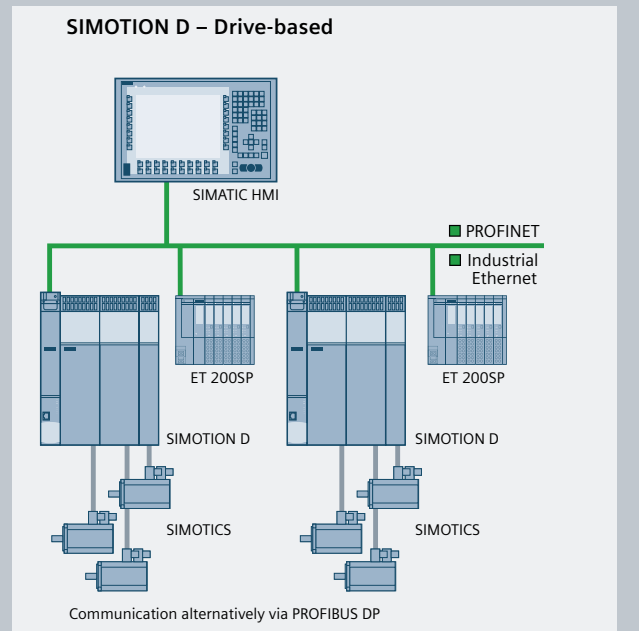 SIMOTION D – Drive-based
SIMATIC HMI
PROFINET
Industrial
Ethernet
ET 200SP
ET 200SP
SIMOTION D
SIMOTION D
SIMOTICS
SIMOTICS
Communication alternatively via PROFIBUS DP